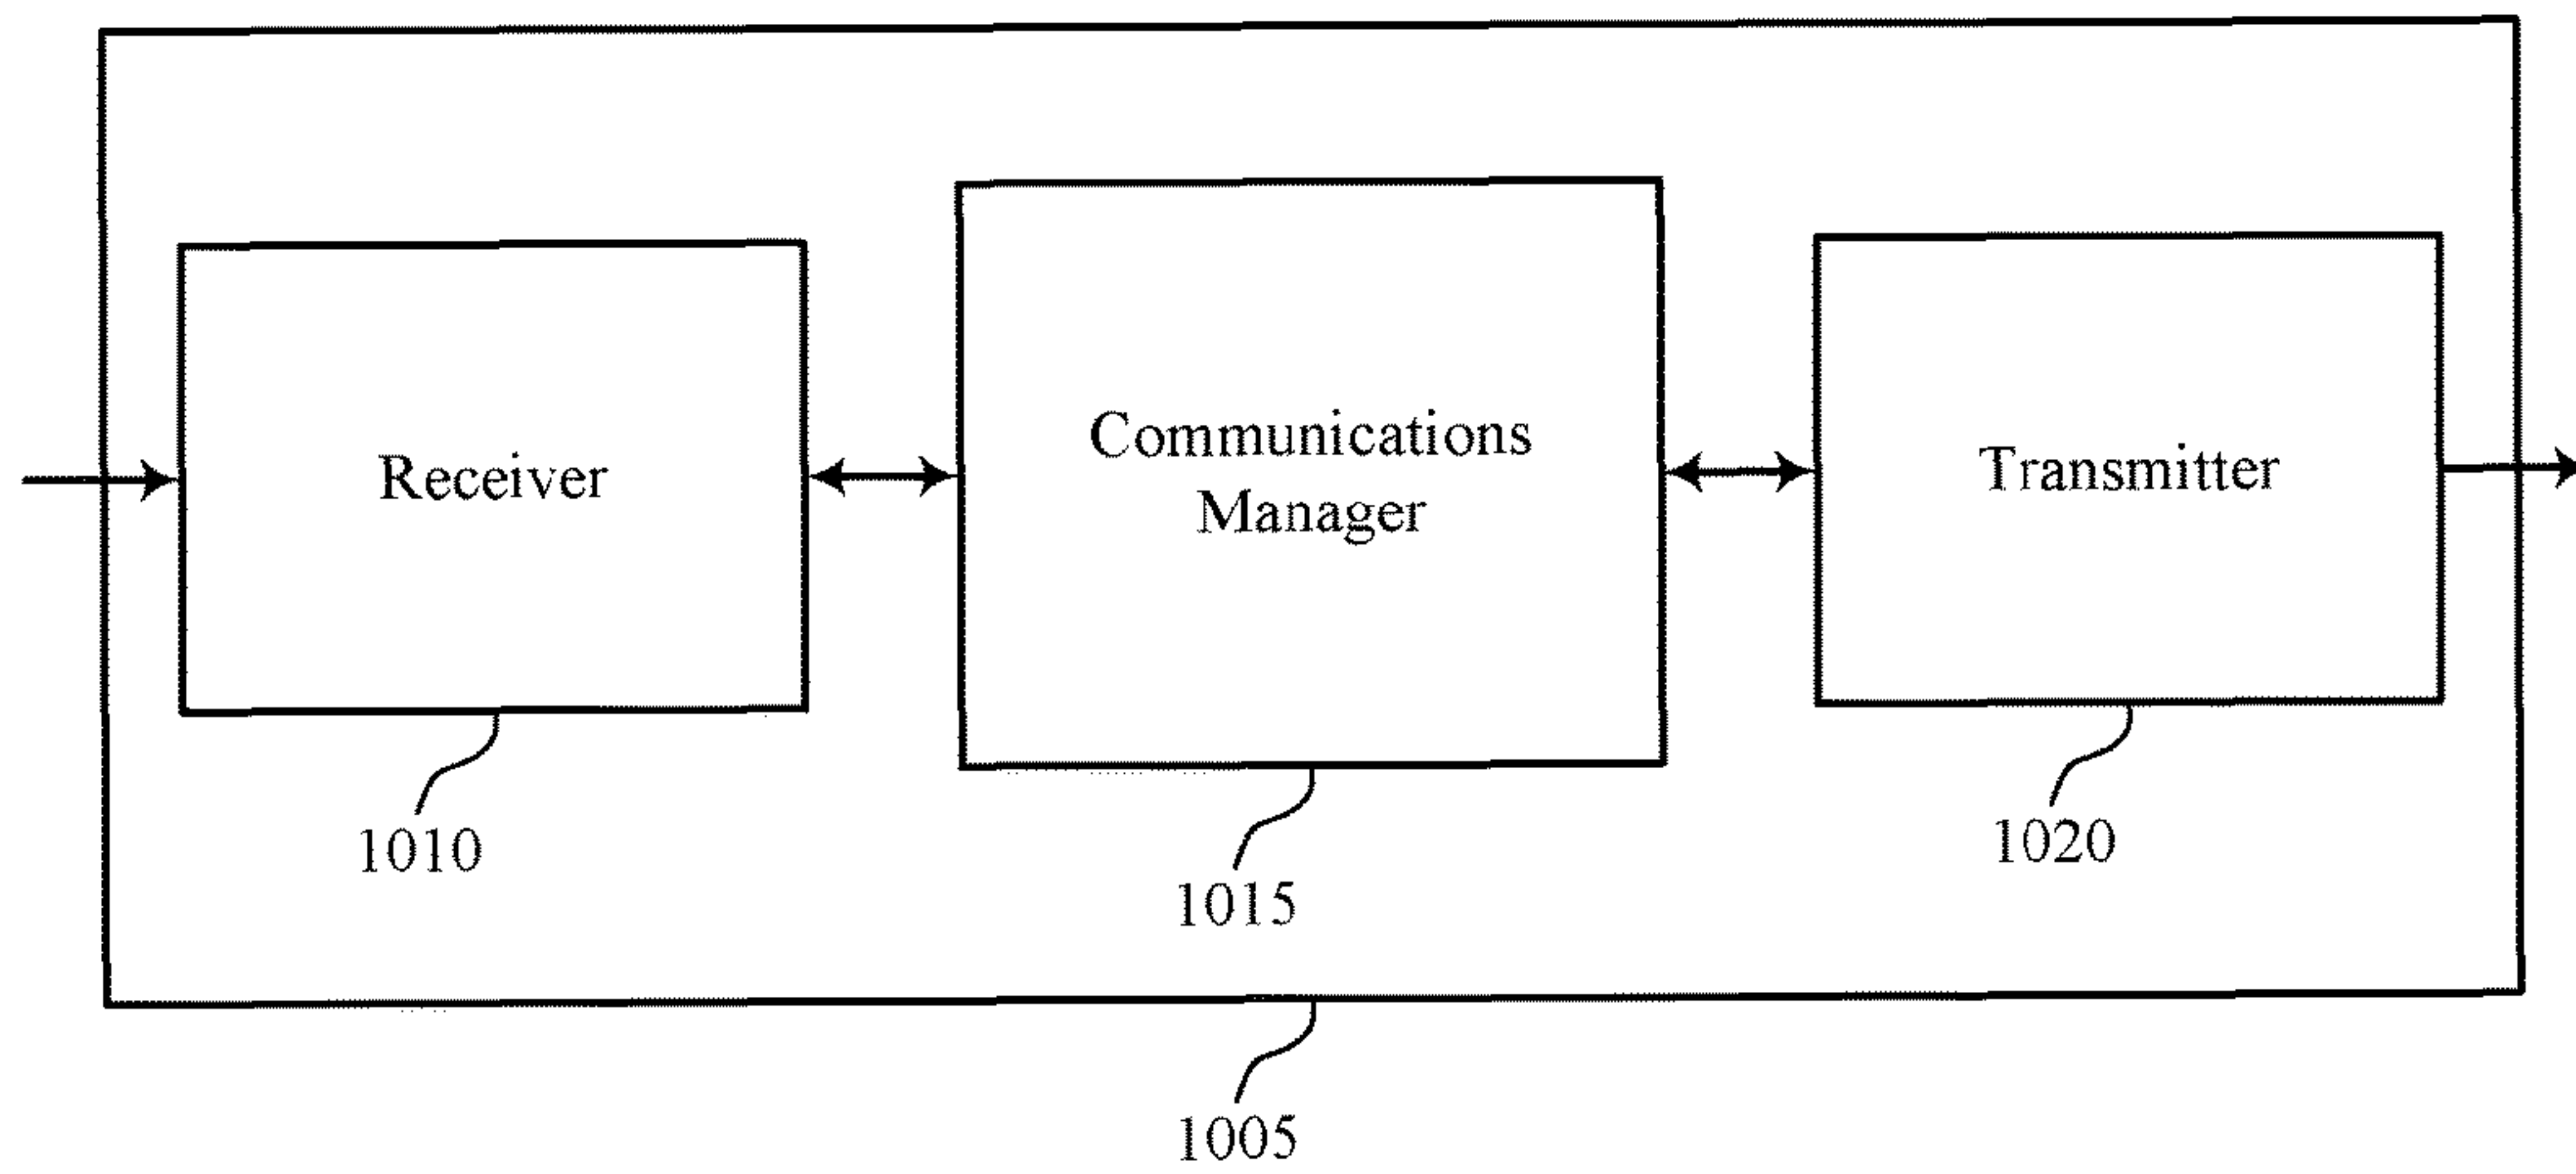 Receiver
Communications
Manager
Transmitter
1010
1015
1020
1005